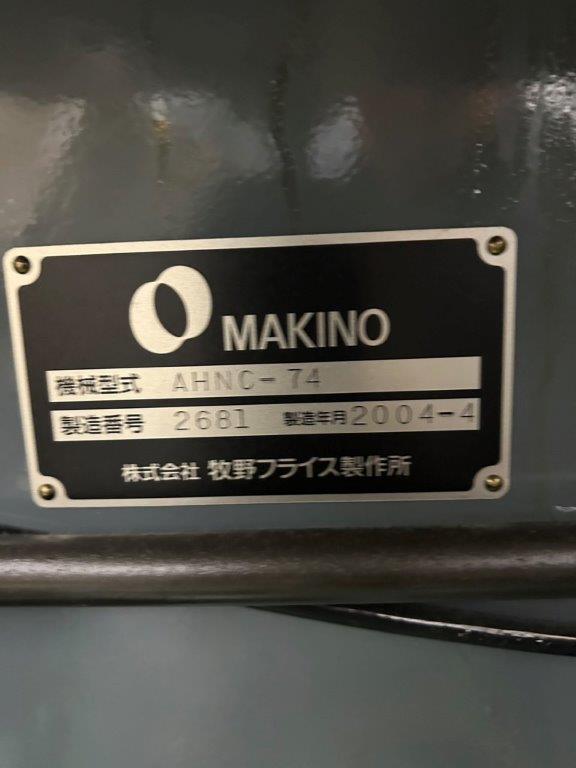 MAKINO
機械型式 AHNC-74
製造番号 2681 製造年月 2004-4
株式会社 牧野フライス製作所